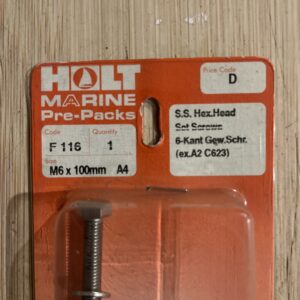 HOLT
MARINE
Pre-Packs
Code
Quantity
F 116
1
Size
M6 x 100mm A4
Price Code
D
S.S. Hex.Head
Set Screws
6-Kant Gew.Schr.
(ex.A2 C623)